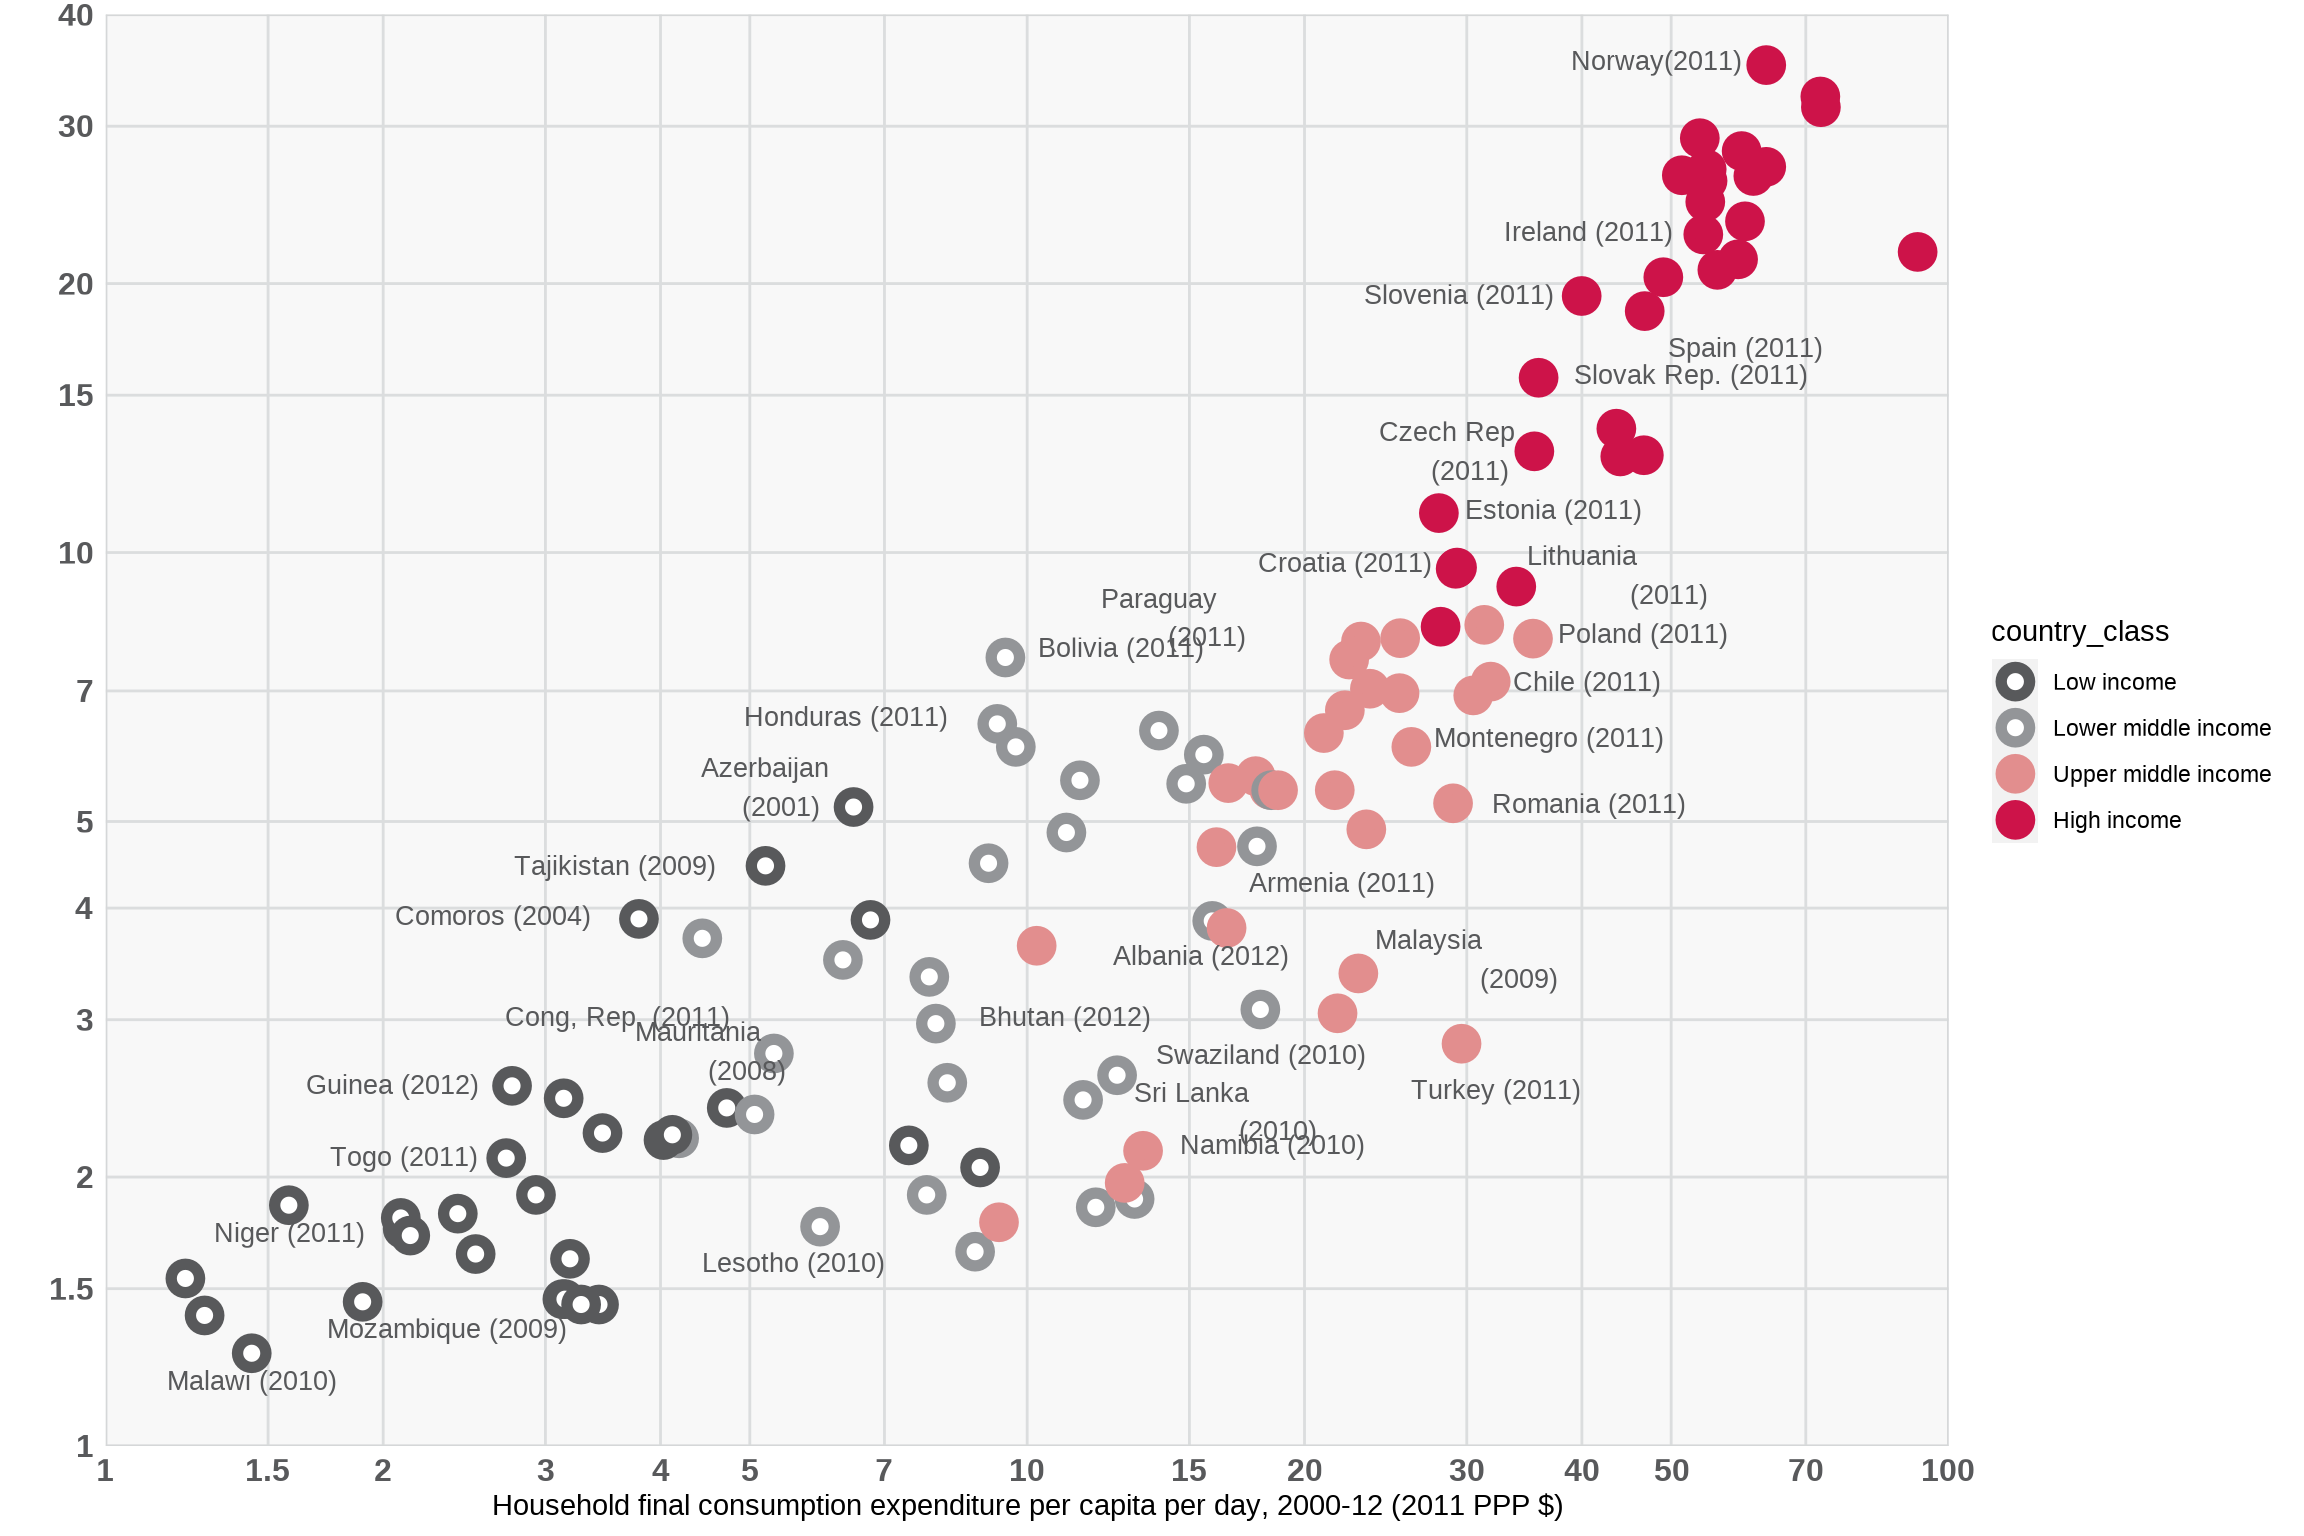 40
Norway(2011)
30
Ireland (2011)
20
Slovenia (2011)
Spain (2011)
Slovak Rep. (2011)
15
Czech Rep
(2011)
Estonia (2011)
10
Croatia (2011)
Lithuania
(2011)
Paraguay
(2011)
Bolivia (2011)
Poland (2011)
country_class
Low income
Lower middle income
Upper middle income
High income
7
Chile (2011)
Honduras (2011)
Montenegro (2011)
Azerbaijan
(2001)
Romania (2011)
5
Tajikistan (2009)
Armenia (2011)
4
Comoros (2004)
Albania (2012)
Malaysia
(2009)
3
Cong, Rep. (2011)
Mauritania
(2008)
Bhutan (2012)
Swaziland (2010)
Guinea (2012)
Sri Lanka
(2010)
Turkey (2011)
Togo (2011)
Namibia (2010)
2
Niger (2011)
Lesotho (2010)
1.5
Mozambique (2009)
Malawi (2010)
1
1 1.5 2 3 4 5 7 10 15 20 30 40 50 70 100
Household final consumption expenditure per capita per day, 2000-12 (2011 PPP $)